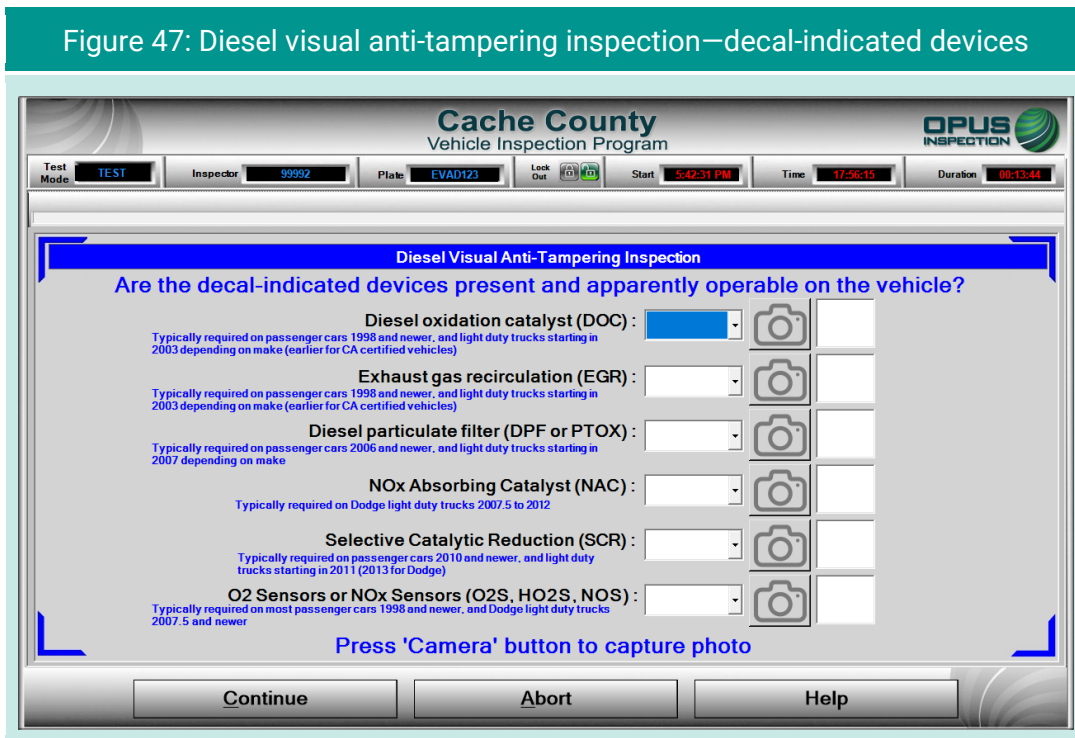 Figure 47: Diesel visual anti-tampering inspection—decal-indicated devices
Cache County
Vehicle Inspection Program
OPUS
INSPECTION
Test Mode TEST Inspector 99992 Plate EVAD123 Lock Out Start 5:42:31 PM Time 17:56:15 Duration 00:13:44
Diesel Visual Anti-Tampering Inspection
Are the decal-indicated devices present and apparently operable on the vehicle?
Diesel oxidation catalyst (DOC) :
Typically required on passenger cars 1998 and newer, and light duty trucks starting in
2003 depending on make (earlier for CA certified vehicles)
Exhaust gas recirculation (EGR) :
Typically required on passenger cars 1998 and newer, and light duty trucks starting in
2003 depending on make (earlier for CA certified vehicles)
Diesel particulate filter (DPF or PTOX) :
Typically required on passenger cars 2006 and newer, and light duty trucks starting in
2007 depending on make
NOx Absorbing Catalyst (NAC) :
Typically required on Dodge light duty trucks 2007.5 to 2012
Selective Catalytic Reduction (SCR) :
Typically required on passenger cars 2010 and newer, and light duty
trucks starting in 2011 (2013 for Dodge)
O2 Sensors or NOx Sensors (O2S, HO2S, NOS) :
Typically required on most passenger cars 1998 and newer, and Dodge light duty trucks
2007.5 and newer
Press 'Camera' button to capture photo
Continue Abort Help